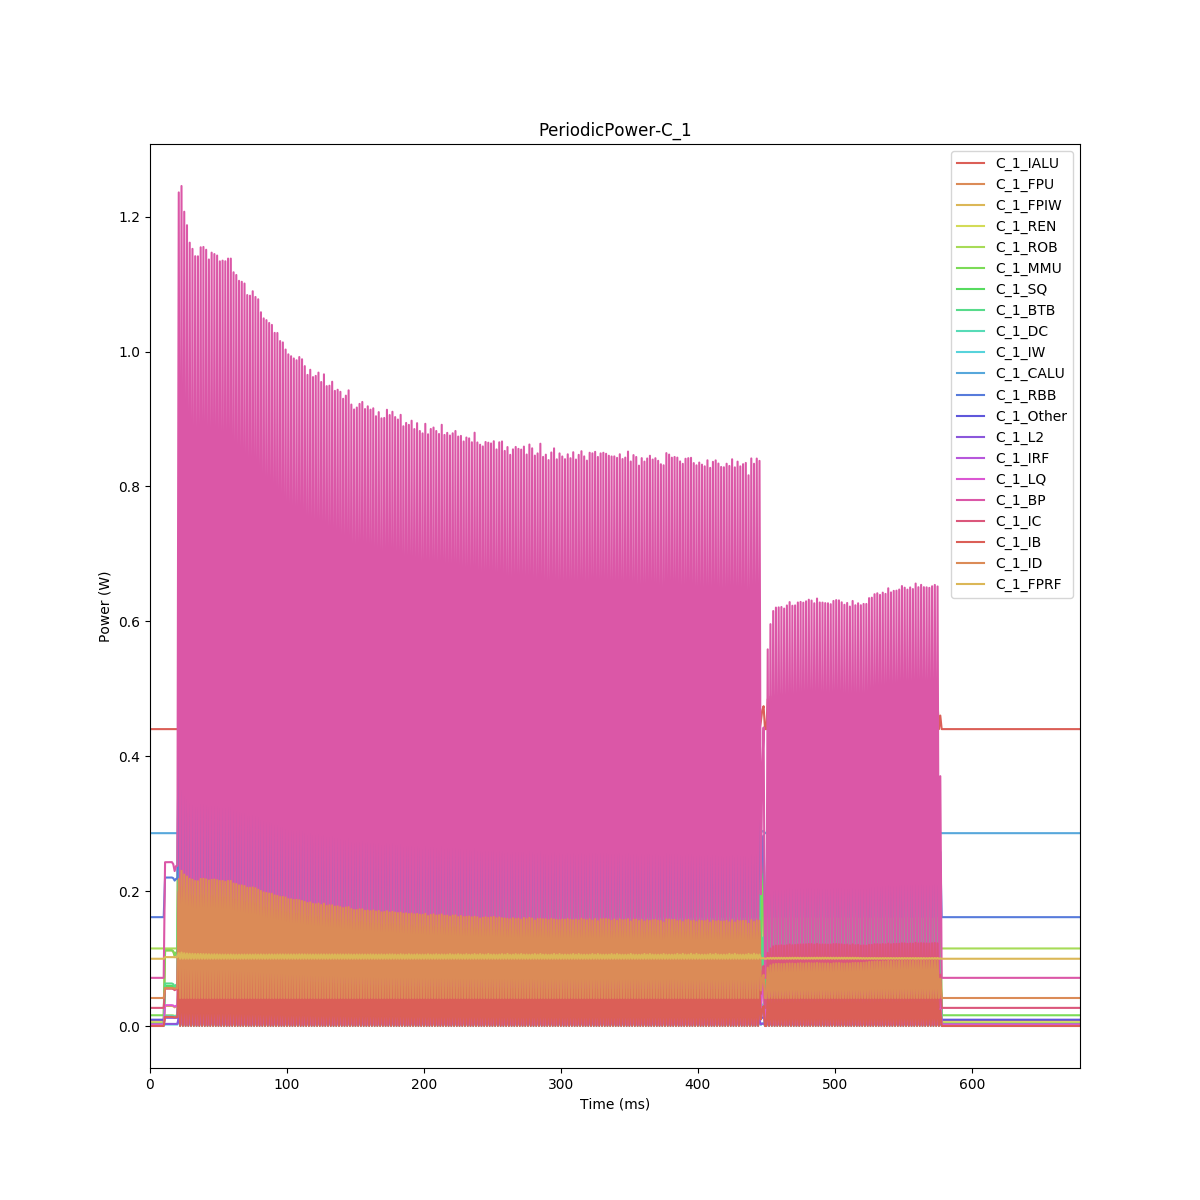 PeriodicPower-C_1
C_1_IALU
C_1_FPU
C_1_FPIW
C_1_REN
C_1_ROB
C_1_MMU
C_1_SQ
C_1_BTB
C_1_DC
C_1_IW
C_1_CALU
C_1_RBB
C_1_Other
C_1_L2
C_1_IRF
C_1_LQ
C_1_BP
C_1_IC
C_1_IB
C_1_ID
C_1_FPRF
1.2
1.0
0.8
0.6
0.4
0.2
0.0
Power (W)
0 100 200 300 400 500 600
Time (ms)